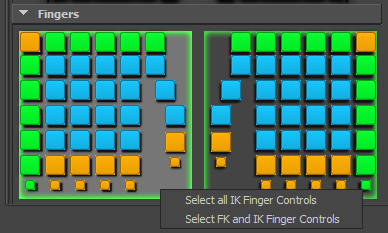 Fingers
Select all IK Finger Controls
Select FK and IK Finger Controls